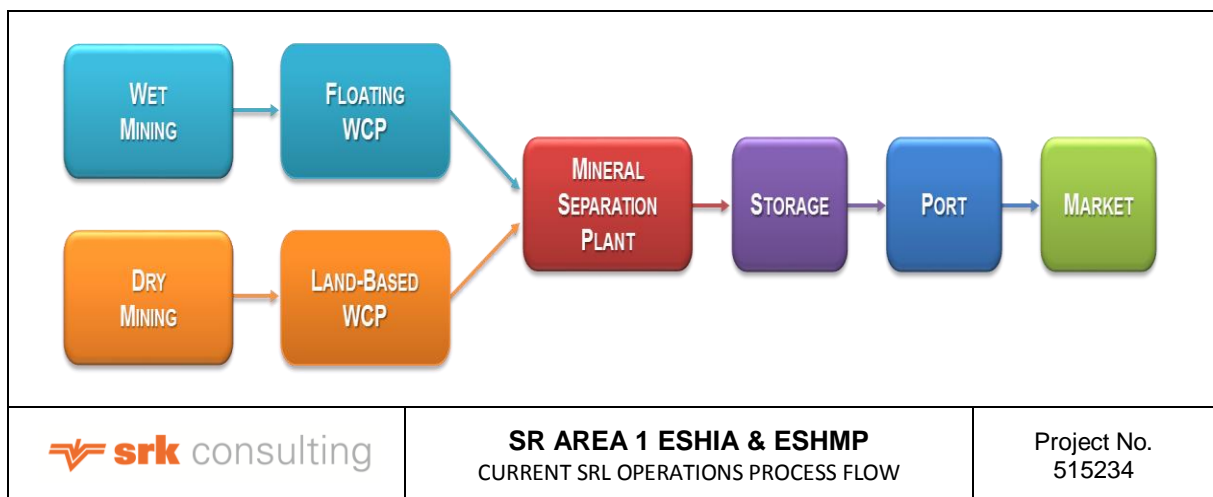 WET
MINING
FLOATING
WCP
DRY
MINING
LAND-BASED
WCP
MINERAL
SEPARATION
PLANT
STORAGE
PORT
MARKET
srk consulting
SR AREA 1 ESHIA & ESHMP
CURRENT SRL OPERATIONS PROCESS FLOW
Project No.
515234